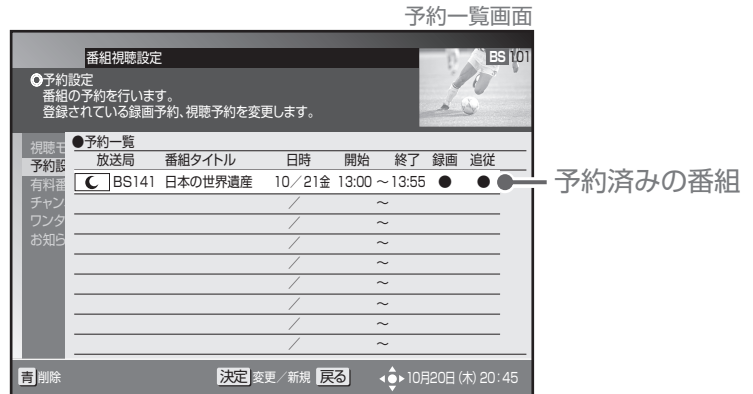 予約一覧画面
番組視聴設定
BS 101
予約設定
番組の予約を行います。
登録されている録画予約、視聴予約を変更します。
視聴モ
予約設
有料番
チャン
ワンタ
お知ら
●予約一覧
放送局 番組タイトル 日時 開始 終了 録画 追従
BS141 日本の世界遺産 10／21金 13:00 〜13:55 ● ●
／ 〜
／ 〜
／ 〜
／ 〜
／ 〜
／ 〜
／ 〜
／ 〜
予約済みの番組
青 削除 決定 変更／新規 戻る 10月20日(木) 20:45